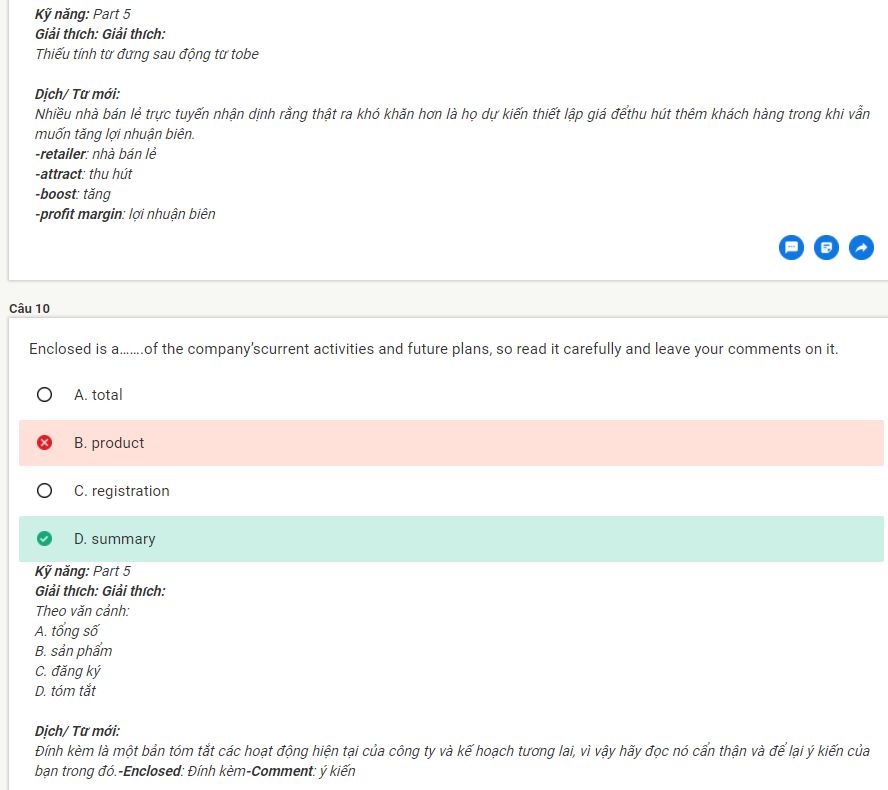 Kỹ năng: Part 5
Giải thích: Giải thích:
Thiếu tính từ đứng sau động từ tobe
Dịch/ Từ mới:
Nhiều nhà bán lẻ trực tuyến nhận định rằng thật ra khó khăn hơn là họ dự kiến thiết lập giá đểthu hút thêm khách hàng trong khi vẫn
muốn tăng lợi nhuận biên.
-retailer: nhà bán lẻ
-attract: thu hút
-boost: tăng
-profit margin: lợi nhuận biên
Câu 10
Enclosed is a.......of the company'scurrent activities and future plans, so read it carefully and leave your comments on it.
A. total
B. product
C. registration
D. summary
Kỹ năng: Part 5
Giải thích: Giải thích:
Theo văn cảnh:
A. tổng số
B. sản phẩm
C. đăng ký
D. tóm tắt
Dịch/ Từ mới:
Đính kèm là một bản tóm tắt các hoạt động hiện tại của công ty và kế hoạch tương lai, vì vậy hãy đọc nó cẩn thận và để lại ý kiến của
bạn trong đó.-Enclosed: Đính kèm-Comment: ý kiến